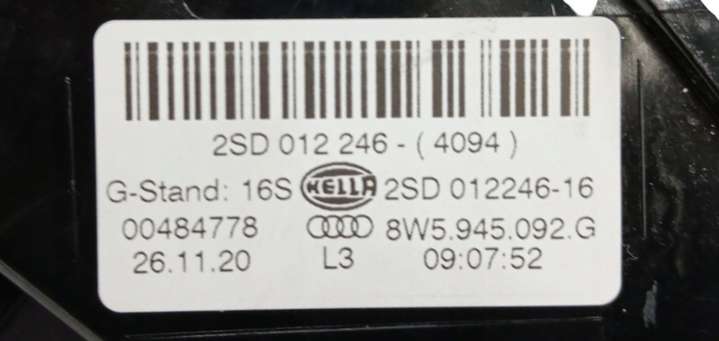 2SD 012 246 - ( 4094 )
G-Stand: 16S HELLA 2SD 012246-16
00484778 8W5.945.092.G
26.11.20 L3 09:07:52